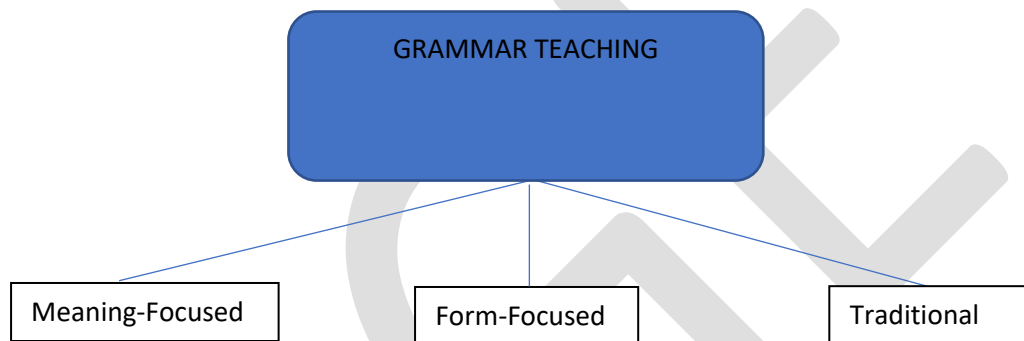 GRAMMAR TEACHING
Meaning-Focused
Form-Focused
Traditional